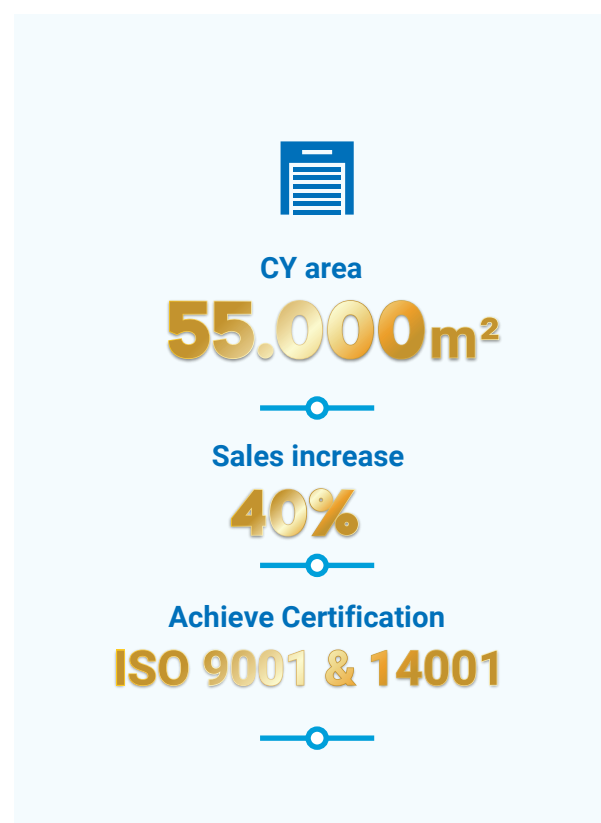 CY area
55.000m²
Sales increase
40%
Achieve Certification
ISO 9001 & 14001